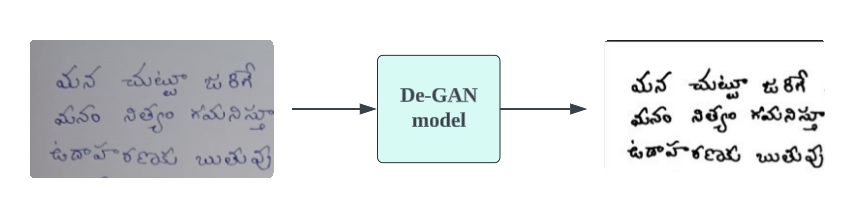 మన చుట్టూ జరిగే
మనం నిత్యం గమనిస్తూ
ఉదాహరణకు ఋతువు
De-GAN
model
మన చుట్టూ జరిగే
మనం నిత్యం గమనిస్తూ
ఉదాహరణకు ఋతువు